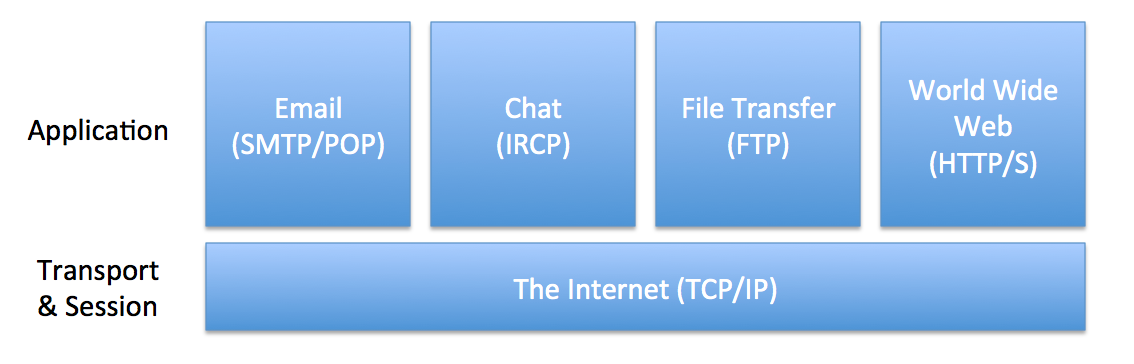 Application
Email
(SMTP/POP)
Chat
(IRCP)
File Transfer
(FTP)
World Wide
Web
(HTTP/S)
Transport
& Session
The Internet (TCP/IP)